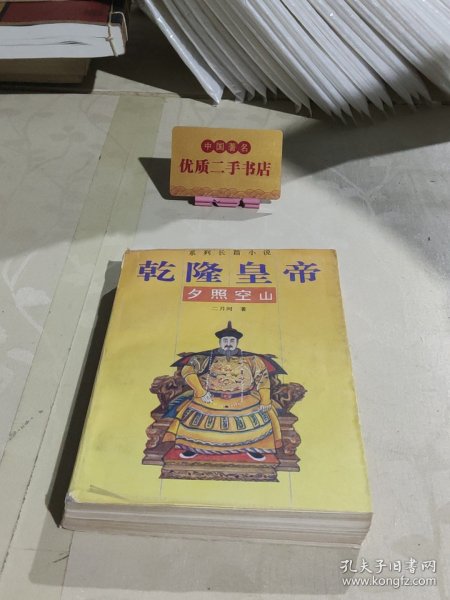 中国著名
优质二手书店
系列长篇小说
乾隆皇帝
夕照空山
二月河 著
孔夫子旧书网
www.kongfz.com